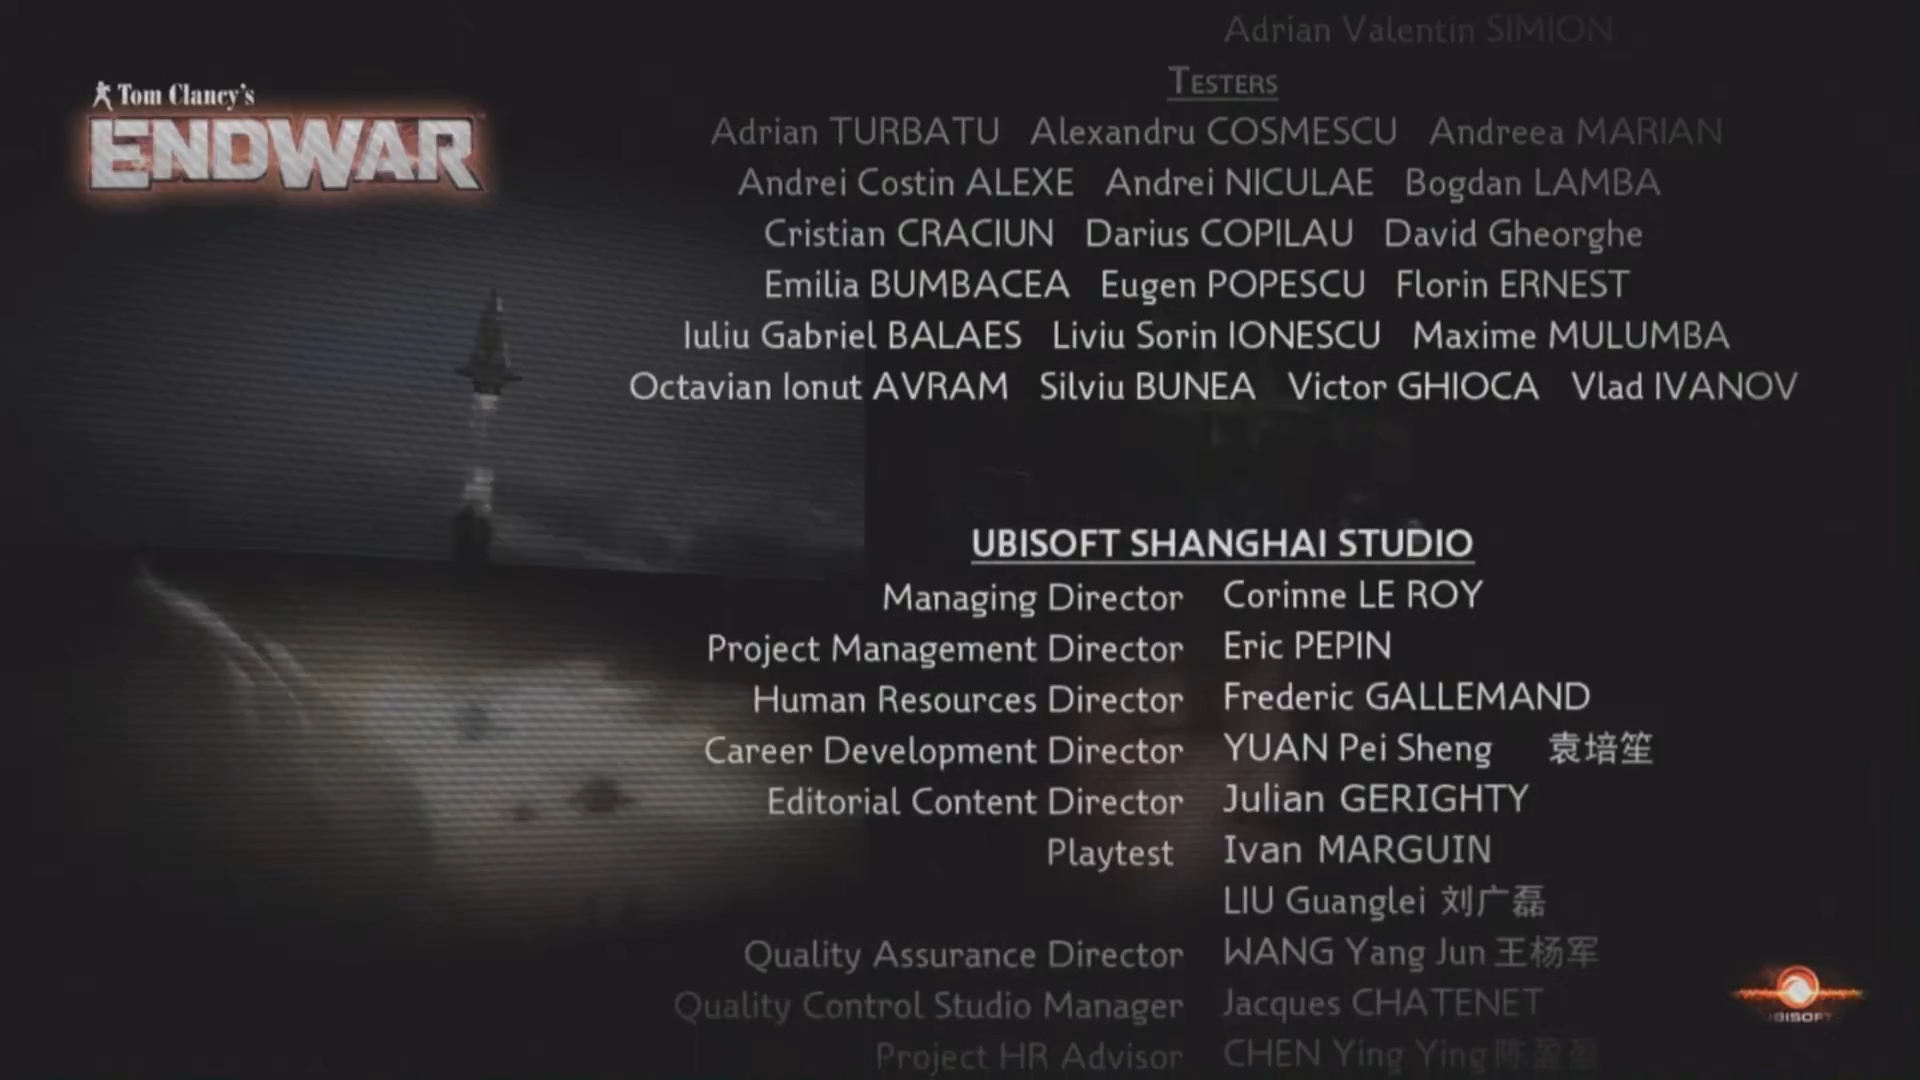 Adrian Valentin SIMION
Tom Clancy's
ENDWAR
TESTERS
Adrian TURBATU Alexandru COSMESCU Andreea MARIAN
Andrei Costin ALEXE Andrei NICULAE Bogdan LAMBA
Cristian CRACIUN Darius COPILAU David Gheorghe
Emilia BUMBACEA Eugen POPESCU Florin ERNEST
Iuliu Gabriel BALAES Liviu Sorin IONESCU Maxime MULUMBA
Octavian Ionut AVRAM Silviu BUNEA Victor GHIOCA Vlad IVANOV
UBISOFT SHANGHAI STUDIO
Managing Director Corinne LE ROY
Project Management Director Eric PEPIN
Human Resources Director Frederic GALLEMAND
Career Development Director YUAN Pei Sheng 袁培笙
Editorial Content Director Julian GERIGHTY
Playtest Ivan MARGUIN
LIU Guanglei 刘广磊
Quality Assurance Director WANG Yang Jun 王杨军
Quality Control Studio Manager Jacques CHATENET
Project HR Advisor CHEN Ying Ying 陈盈盈
UBISOFT